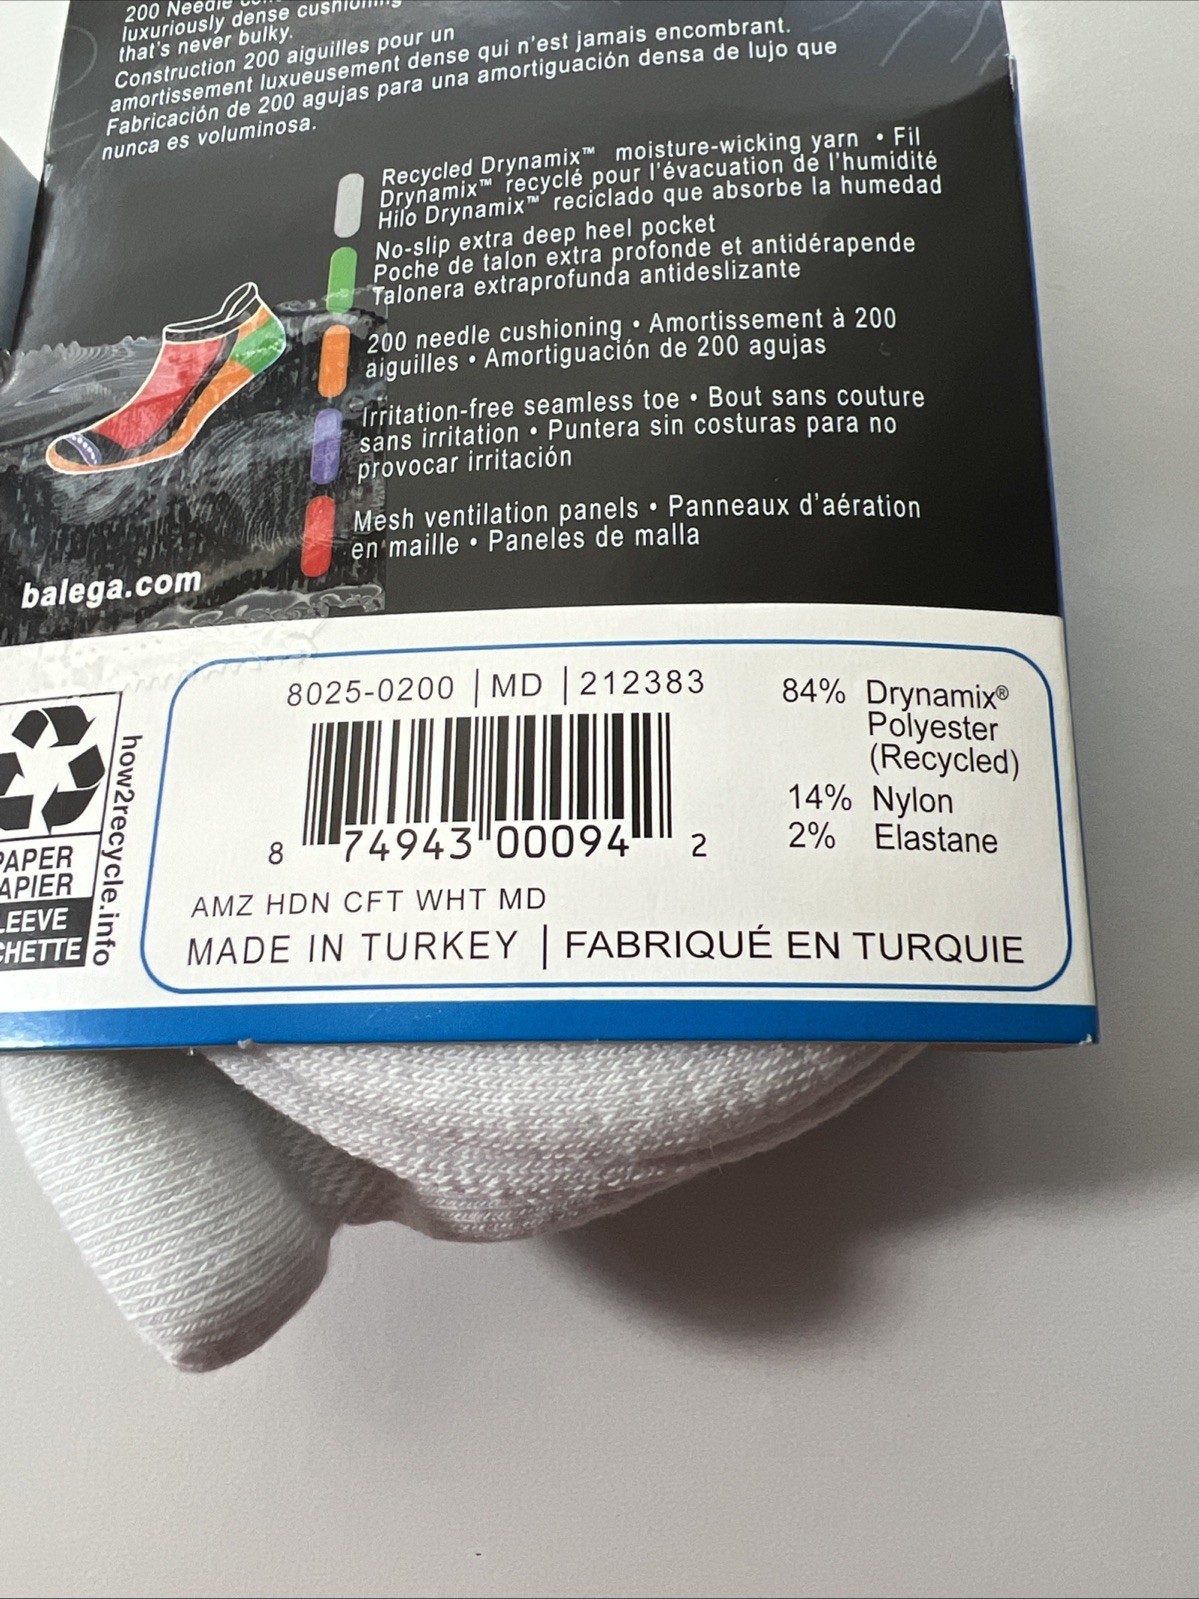 200 Needle
luxuriously dense cushioning
that's never bulky.
Construction 200 aiguilles pour un
amortissement luxueusement dense qui n'est jamais encombrant.
Fabricación de 200 agujas para una amortiguación densa de lujo que
nunca es voluminosa.
Recycled Drynamix™ moisture-wicking yarn • Fil
Drynamix™ recyclé pour l'évacuation de l'humidité
Hilo Drynamix™ reciclado que absorbe la humedad
No-slip extra deep heel pocket
Poche de talon extra profonde et antidérapende
Talonera extraprofunda antideslizante
200 needle cushioning • Amortissement à 200
aiguilles • Amortiguación de 200 agujas
Irritation-free seamless toe • Bout sans couture
sans irritation • Puntera sin costuras para no
provocar irritación
Mesh ventilation panels • Panneaux d'aération
en maille • Paneles de malla
balega.com
how2recycle.info
PAPER
PAPIER
8025-0200 | MD | 212383
8 74943 00094 2
84% Drynamix®
Polyester
(Recycled)
14% Nylon
2% Elastane
AMZ HDN CFT WHT MD
MADE IN TURKEY | FABRIQUÉ EN TURQUIE